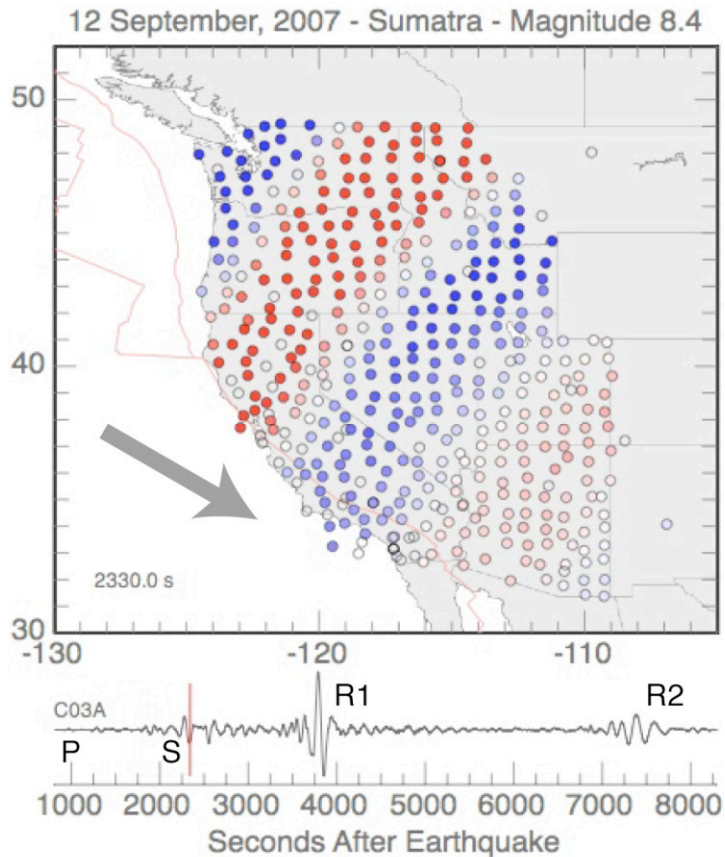 12 September, 2007 - Sumatra - Magnitude 8.4
50
40
2330.0 s
30
-130 -120 -110
C03A R1 R2
P S
1000 2000 3000 4000 5000 6000 7000 8000
Seconds After Earthquake